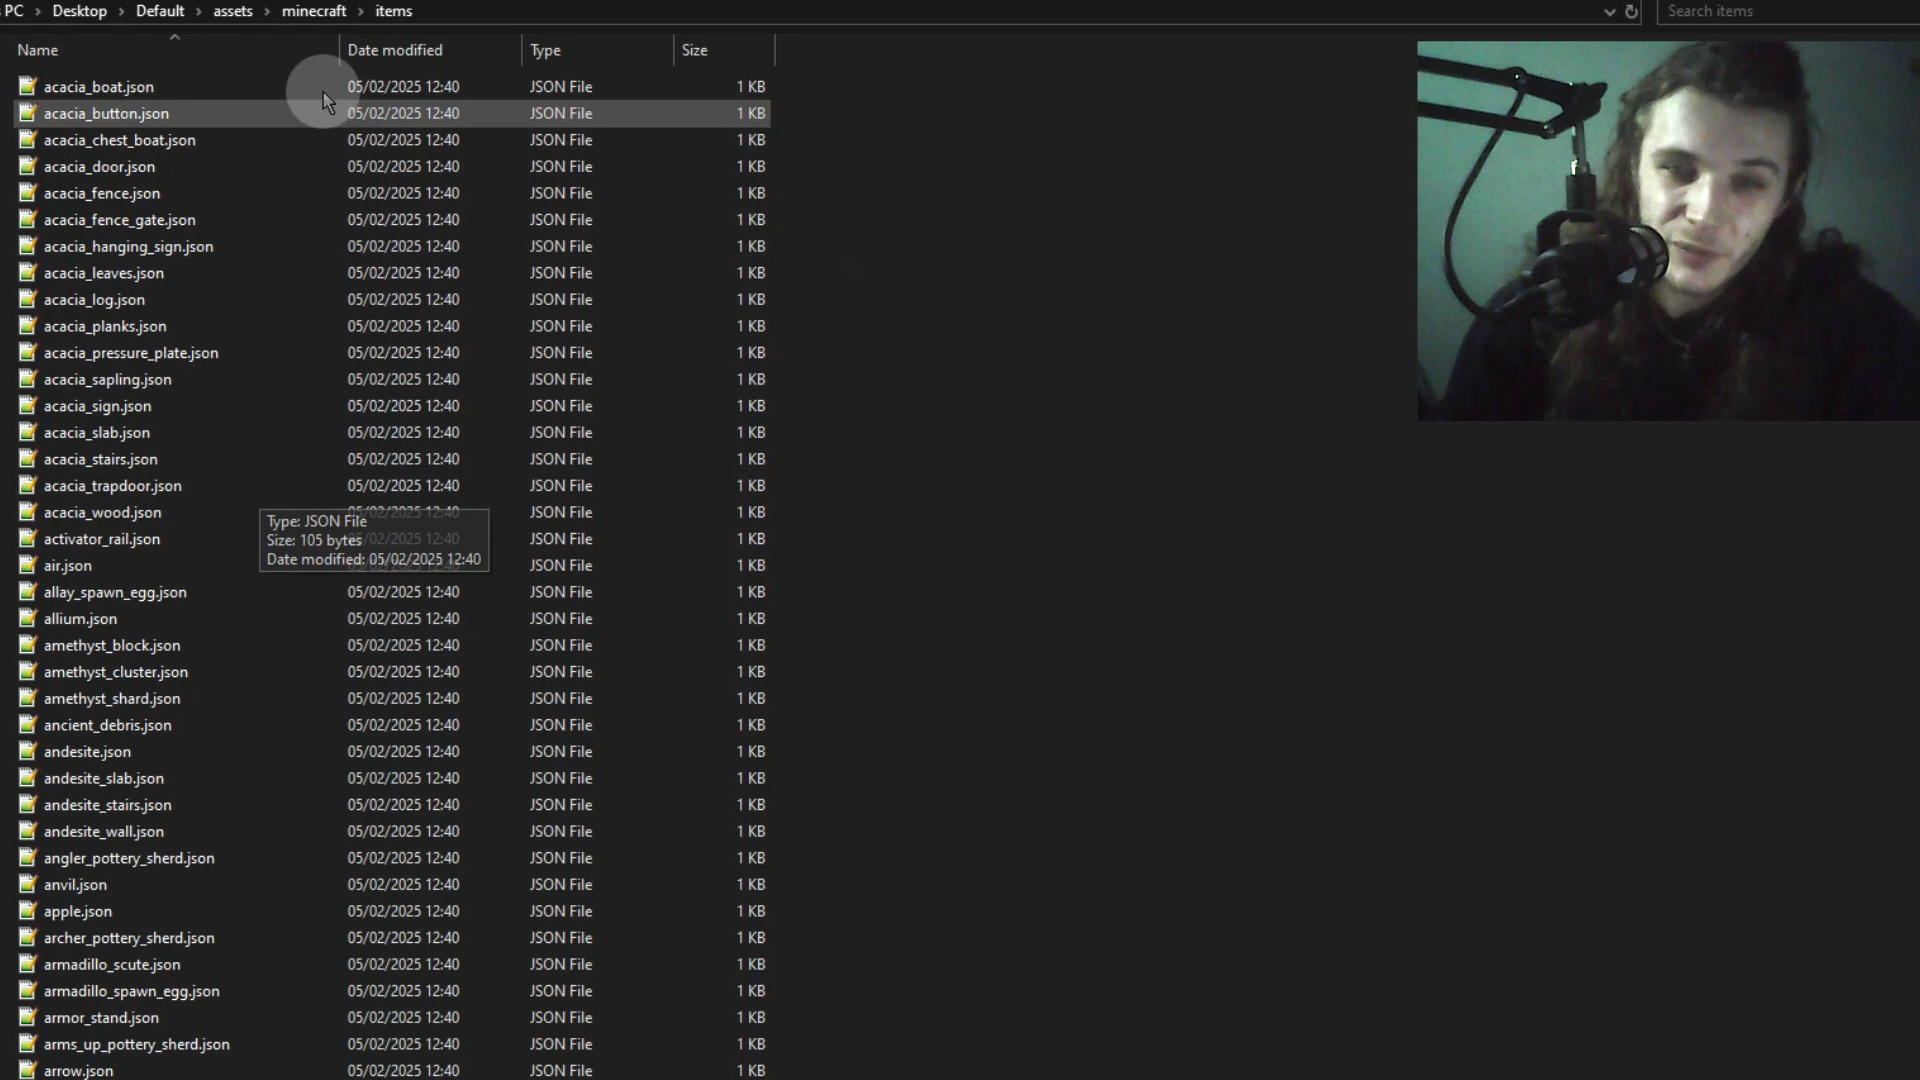 PC > Desktop > Default > assets > minecraft > items
Search items
Name Date modified Type Size
acacia_boat.json 05/02/2025 12:40 JSON File 1 KB
acacia_button.json 05/02/2025 12:40 JSON File 1 KB
acacia_chest_boat.json 05/02/2025 12:40 JSON File 1 KB
acacia_door.json 05/02/2025 12:40 JSON File 1 KB
acacia_fence.json 05/02/2025 12:40 JSON File 1 KB
acacia_fence_gate.json 05/02/2025 12:40 JSON File 1 KB
acacia_hanging_sign.json 05/02/2025 12:40 JSON File 1 KB
acacia_leaves.json 05/02/2025 12:40 JSON File 1 KB
acacia_log.json 05/02/2025 12:40 JSON File 1 KB
acacia_planks.json 05/02/2025 12:40 JSON File 1 KB
acacia_pressure_plate.json 05/02/2025 12:40 JSON File 1 KB
acacia_sapling.json 05/02/2025 12:40 JSON File 1 KB
acacia_sign.json 05/02/2025 12:40 JSON File 1 KB
acacia_slab.json 05/02/2025 12:40 JSON File 1 KB
acacia_stairs.json 05/02/2025 12:40 JSON File 1 KB
acacia_trapdoor.json 05/02/2025 12:40 JSON File 1 KB
acacia_wood.json 05/02/2025 12:40 JSON File 1 KB
Type: JSON File
activator_rail.json 05/02/2025 12:40 JSON File 1 KB
Size: 105 bytes
Date modified: 05/02/2025 12:40
air.json JSON File 1 KB
allay_spawn_egg.json 05/02/2025 12:40 JSON File 1 KB
allium.json 05/02/2025 12:40 JSON File 1 KB
amethyst_block.json 05/02/2025 12:40 JSON File 1 KB
amethyst_cluster.json 05/02/2025 12:40 JSON File 1 KB
amethyst_shard.json 05/02/2025 12:40 JSON File 1 KB
ancient_debris.json 05/02/2025 12:40 JSON File 1 KB
andesite.json 05/02/2025 12:40 JSON File 1 KB
andesite_slab.json 05/02/2025 12:40 JSON File 1 KB
andesite_stairs.json 05/02/2025 12:40 JSON File 1 KB
andesite_wall.json 05/02/2025 12:40 JSON File 1 KB
angler_pottery_sherd.json 05/02/2025 12:40 JSON File 1 KB
anvil.json 05/02/2025 12:40 JSON File 1 KB
apple.json 05/02/2025 12:40 JSON File 1 KB
archer_pottery_sherd.json 05/02/2025 12:40 JSON File 1 KB
armadillo_scute.json 05/02/2025 12:40 JSON File 1 KB
armadillo_spawn_egg.json 05/02/2025 12:40 JSON File 1 KB
armor_stand.json 05/02/2025 12:40 JSON File 1 KB
arms_up_pottery_sherd.json 05/02/2025 12:40 JSON File 1 KB
arrow.json 05/02/2025 12:40 JSON File 1 KB